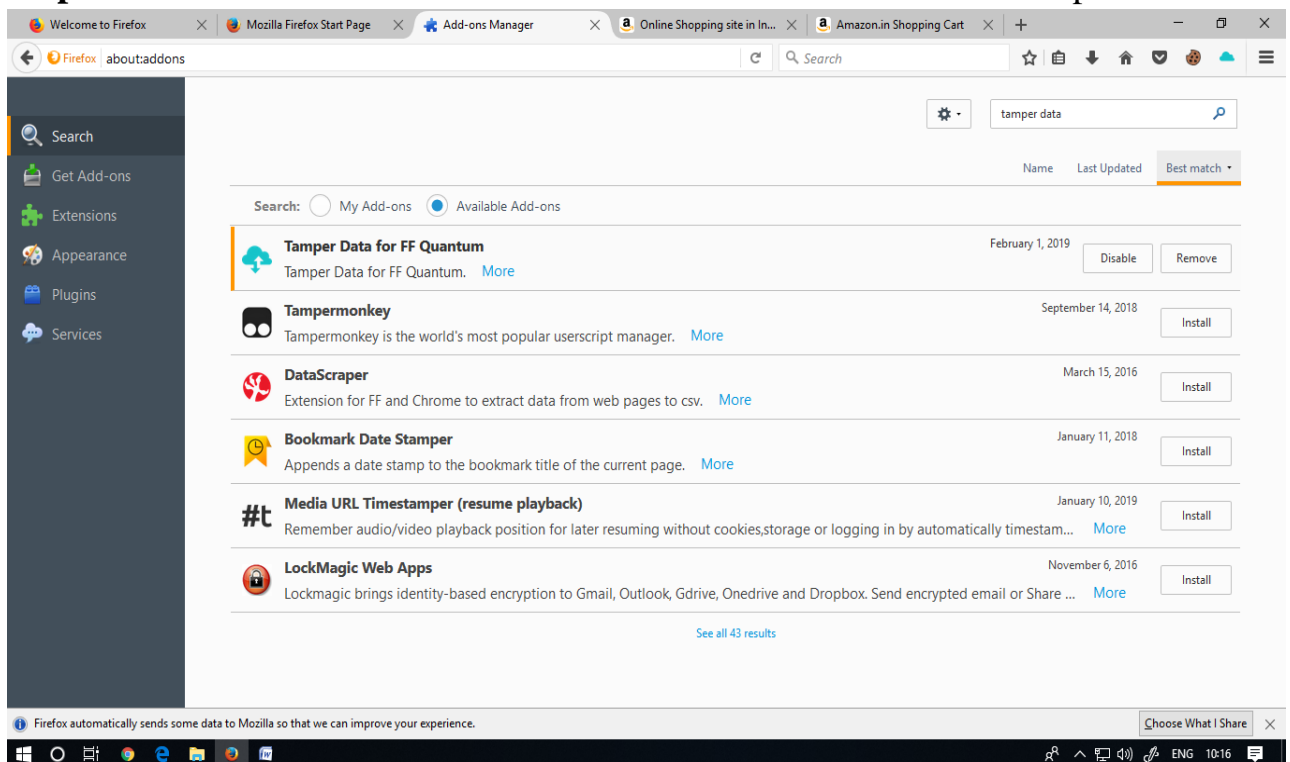 Welcome to Firefox
Mozilla Firefox Start Page
Add-ons Manager
Online Shopping site in In...
Amazon.in Shopping Cart
Firefox about:addons
Search
tamper data
Search
Get Add-ons
Extensions
Appearance
Plugins
Services
Name Last Updated Best match
Search: My Add-ons Available Add-ons
Tamper Data for FF Quantum February 1, 2019
Tamper Data for FF Quantum. More
Disable Remove
Tampermonkey September 14, 2018
Tampermonkey is the world's most popular userscript manager. More
Install
DataScraper March 15, 2016
Extension for FF and Chrome to extract data from web pages to csv. More
Install
Bookmark Date Stamper January 11, 2018
Appends a date stamp to the bookmark title of the current page. More
Install
#t
Media URL Timestamper (resume playback) January 10, 2019
Remember audio/video playback position for later resuming without cookies,storage or logging in by automatically timestam... More
Install
LockMagic Web Apps November 6, 2016
Lockmagic brings identity-based encryption to Gmail, Outlook, Gdrive, Onedrive and Dropbox. Send encrypted email or Share ... More
Install
See all 43 results
Firefox automatically sends some data to Mozilla so that we can improve your experience.
Choose What I Share
ENG 10:16